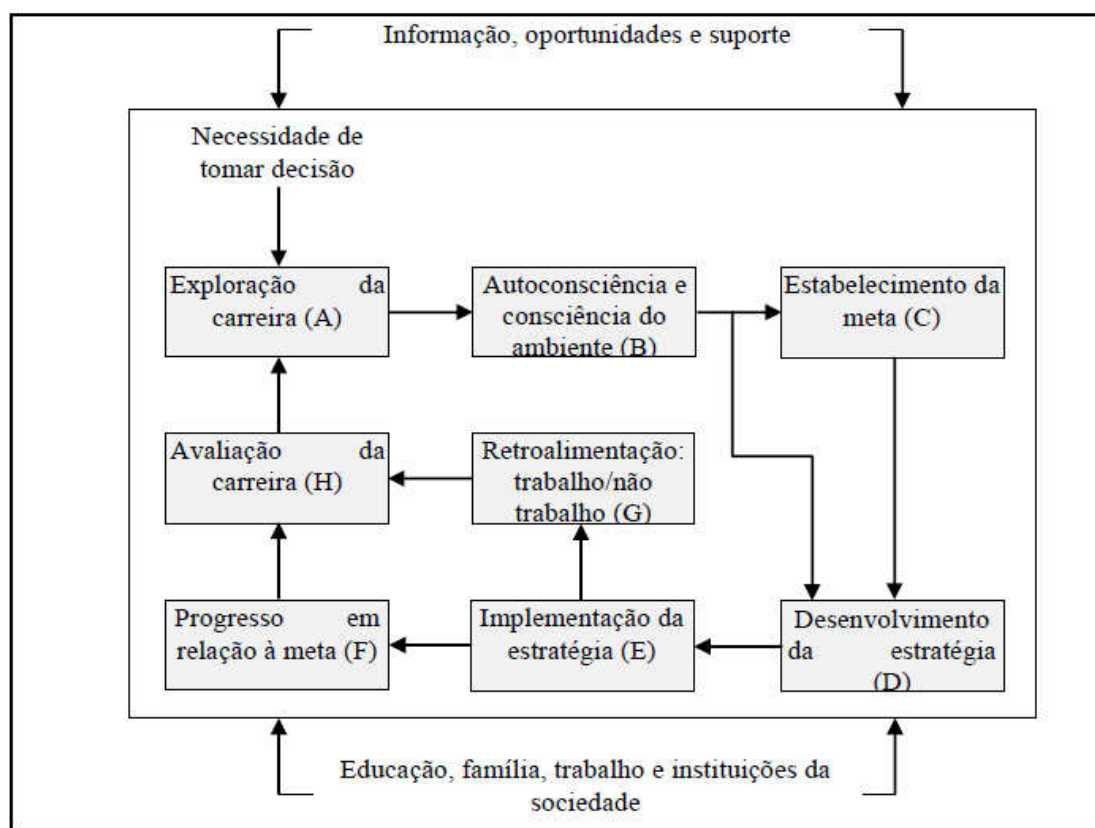 Informação, oportunidades e suporte
Necessidade de
tomar decisão
Exploração da
carreira (A)
Autoconsciência e
consciência do
ambiente (B)
Estabelecimento da
meta (C)
Avaliação da
carreira (H)
Retroalimentação:
trabalho/não
trabalho (G)
Progresso em
relação à meta (F)
Implementação da
estratégia (E)
Desenvolvimento
da estratégia
(D)
Educação, família, trabalho e instituições da
sociedade